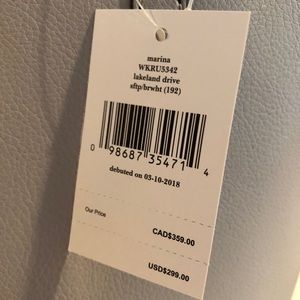 marina
WKRU5342
lakeland drive
sftp/brwht (192)
0 98687 35471 4
debuted on 03-10-2018
Our Price
CAD$359.00
USD$299.00